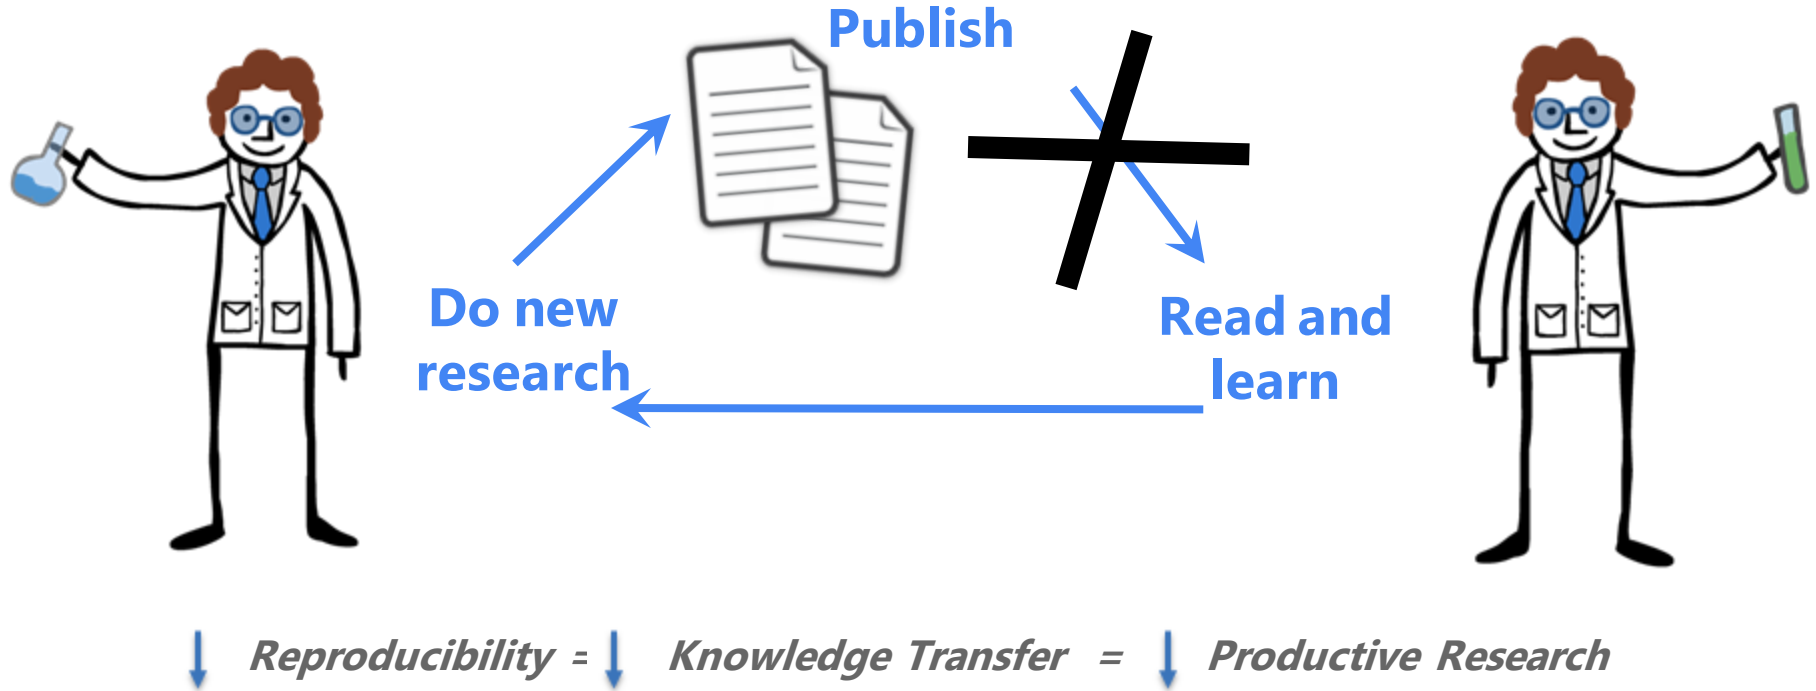 Publish
Do new
research
Read and
learn
Reproducibility = Knowledge Transfer = Productive Research